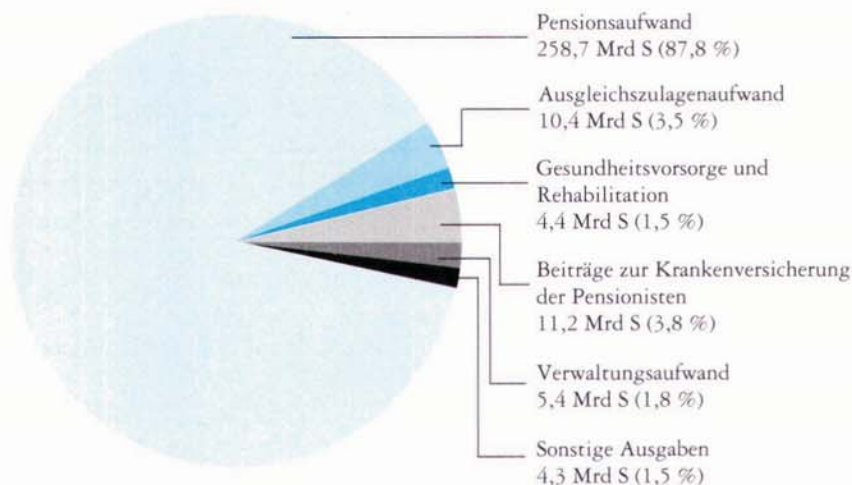 Pensionsaufwand
258,7 Mrd S (87,8 %)
Ausgleichszulagenaufwand
10,4 Mrd S (3,5 %)
Gesundheitsvorsorge und
Rehabilitation
4,4 Mrd S (1,5 %)
Beiträge zur Krankenversicherung
der Pensionisten
11,2 Mrd S (3,8 %)
Verwaltungsaufwand
5,4 Mrd S (1,8 %)
Sonstige Ausgaben
4,3 Mrd S (1,5 %)